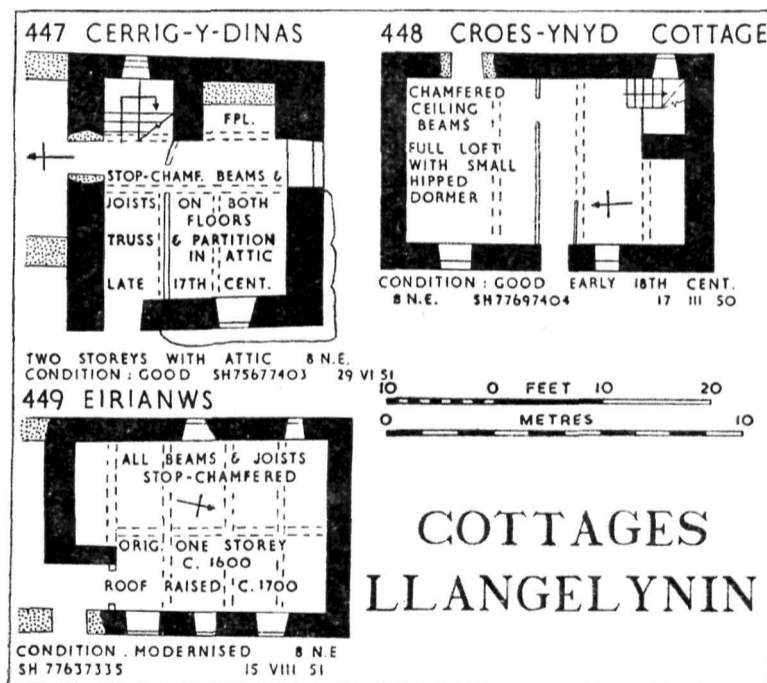 447 CERRIG-Y-DINAS
FPL.
STOP-CHAMF. BEAMS &
JOISTS ON BOTH
FLOORS
TRUSS & PARTITION
IN ATTIC
LATE 17TH CENT.
TWO STOREYS WITH ATTIC 8 N.E.
CONDITION : GOOD SH75677403 29 VI 51
448 CROES-YNYD COTTAGE
CHAMFERED
CEILING
BEAMS
FULL LOFT
WITH SMALL
HIPPED
DORMER
CONDITION : GOOD EARLY 18TH CENT.
8 N.E. SH77697404 17 III 50
449 EIRIANWS
ALL BEAMS & JOISTS
STOP-CHAMFERED
ORIG. ONE STOREY
C. 1600
ROOF RAISED C. 1700
CONDITION . MODERNISED 8 N.E
SH 77637335 15 VIII 51
10 0 FEET 10 20
0 METRES 10
COTTAGES
LLANGELYNIN